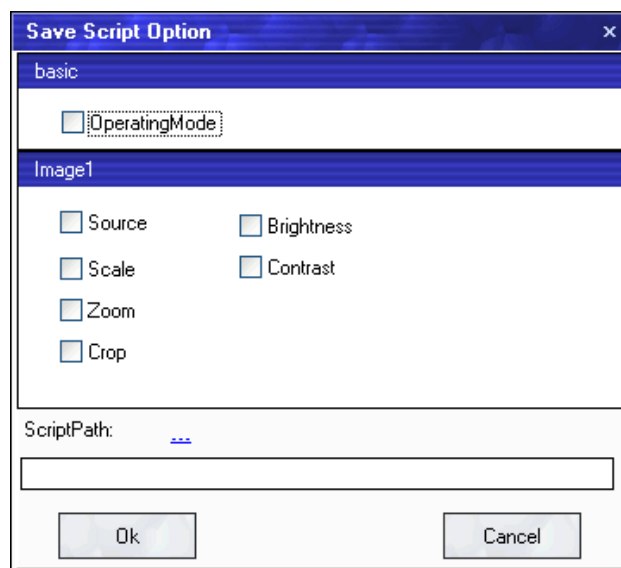 Save Script Option
basic
OperatingMode
Image1
Source
Brightness
Scale
Contrast
Zoom
Crop
ScriptPath: ...
Ok Cancel